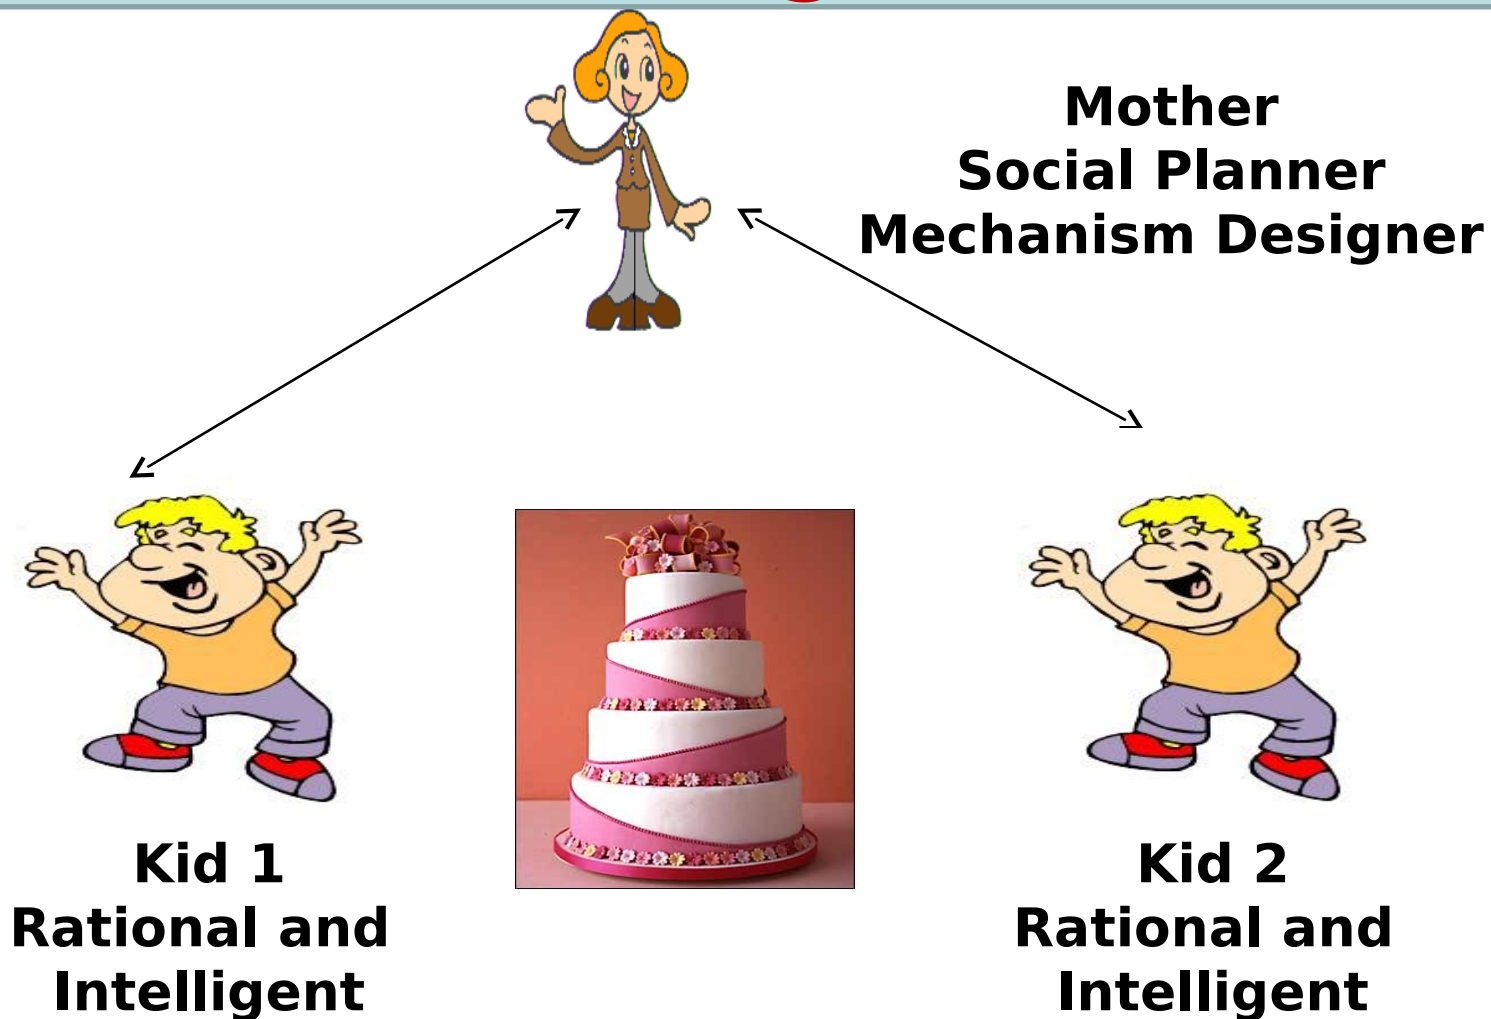 Mother
Social Planner
Mechanism Designer
Kid 1
Rational and
Intelligent
Kid 2
Rational and
Intelligent